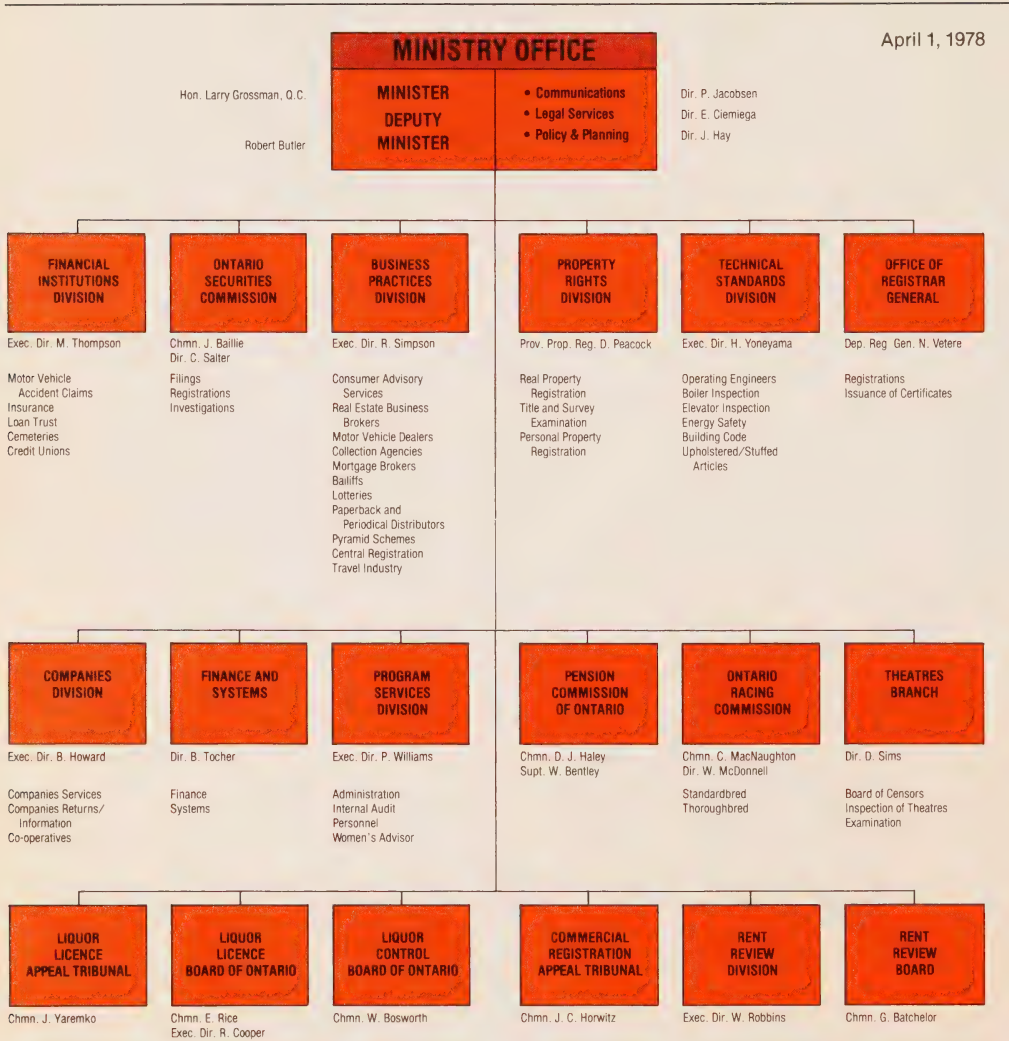 April 1, 1978
MINISTRY OFFICE
Hon. Larry Grossman, Q.C.
Robert Butler
MINISTER
DEPUTY
MINISTER
• Communications
• Legal Services
• Policy & Planning
Dir. P. Jacobsen
Dir. E. Ciemiega
Dir. J. Hay
FINANCIAL
INSTITUTIONS
DIVISION
Exec. Dir. M. Thompson
Motor Vehicle
Accident Claims
Insurance
Loan Trust
Cemeteries
Credit Unions
ONTARIO
SECURITIES
COMMISSION
Chmn. J. Baillie
Dir. C. Salter
Filings
Registrations
Investigations
BUSINESS
PRACTICES
DIVISION
Exec. Dir. R. Simpson
Consumer Advisory
Services
Real Estate Business
Brokers
Motor Vehicle Dealers
Collection Agencies
Mortgage Brokers
Bailiffs
Lotteries
Paperback and
Periodical Distributors
Pyramid Schemes
Central Registration
Travel Industry
PROPERTY
RIGHTS
DIVISION
Prov. Prop. Reg. D. Peacock
Real Property
Registration
Title and Survey
Examination
Personal Property
Registration
TECHNICAL
STANDARDS
DIVISION
Exec. Dir. H. Yoneyama
Operating Engineers
Boiler Inspection
Elevator Inspection
Energy Safety
Building Code
Upholstered/Stuffed
Articles
OFFICE OF
REGISTRAR
GENERAL
Dep. Reg. Gen. N. Vetere
Registrations
Issuance of Certificates
COMPANIES
DIVISION
Exec. Dir. B. Howard
Companies Services
Companies Returns/
Information
Co-operatives
FINANCE AND
SYSTEMS
Dir. B. Tocher
Finance
Systems
PROGRAM
SERVICES
DIVISION
Exec. Dir. P. Williams
Administration
Internal Audit
Personnel
Women's Advisor
PENSION
COMMISSION
OF ONTARIO
Chmn. D. J. Haley
Supt. W. Bentley
ONTARIO
RACING
COMMISSION
Chmn. C. MacNaughton
Dir. W. McDonnell
Standardbred
Thoroughbred
THEATRES
BRANCH
Dir. D. Sims
Board of Censors
Inspection of Theatres
Examination
LIQUOR
LICENCE
APPEAL TRIBUNAL
Chmn. J. Yaremko
LIQUOR
LICENCE
BOARD OF ONTARIO
Chmn. E. Rice
Exec. Dir. R. Cooper
LIQUOR
CONTROL
BOARD OF ONTARIO
Chmn. W. Bosworth
COMMERCIAL
REGISTRATION
APPEAL TRIBUNAL
Chmn. J. C. Horwitz
RENT
REVIEW
DIVISION
Exec. Dir. W. Robbins
RENT
REVIEW
BOARD
Chmn. G. Batchelor